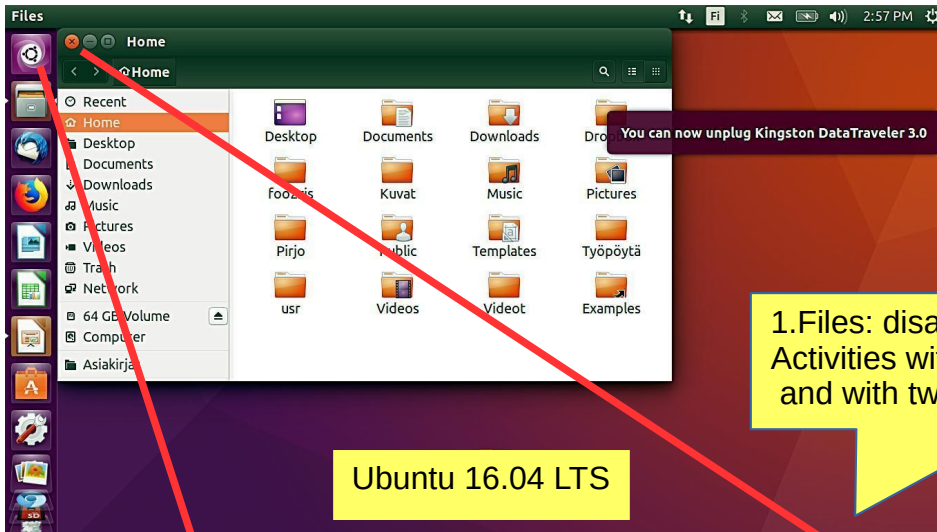 Files
Fi
2:57 PM
Home
Home
Recent
Home
Desktop
Documents
Downloads
Music
Pictures
Videos
Trash
Network
64 GB Volume
Computer
Desktop
Documents
Downloads
You can now unplug Kingston DataTraveler 3.0
Kuvat
Music
Pictures
Pirjo
Public
Templates
Työpöytä
usr
Videos
Videot
Examples
SD
1.Files: disa
Activities wi
and with tw
Ubuntu 16.04 LTS